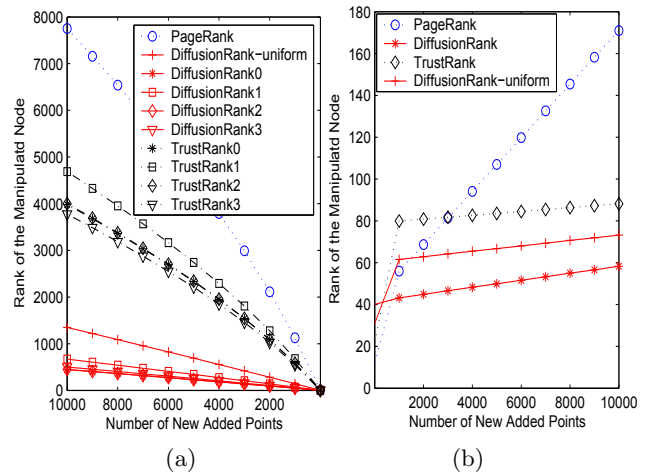 8000
7000
6000
5000
4000
3000
2000
1000
0
Rank of the Manipulatd Node
PageRank
DiffusionRank−uniform
DiffusionRank0
DiffusionRank1
DiffusionRank2
DiffusionRank3
TrustRank0
TrustRank1
TrustRank2
TrustRank3
10000 8000 6000 4000 2000
Number of New Added Points
(a)
180
160
140
120
100
80
60
40
20
0
Rank of the Manipulatd Node
PageRank
DiffusionRank
TrustRank
DiffusionRank−uniform
2000 4000 6000 8000 10000
Number of New Added Points
(b)